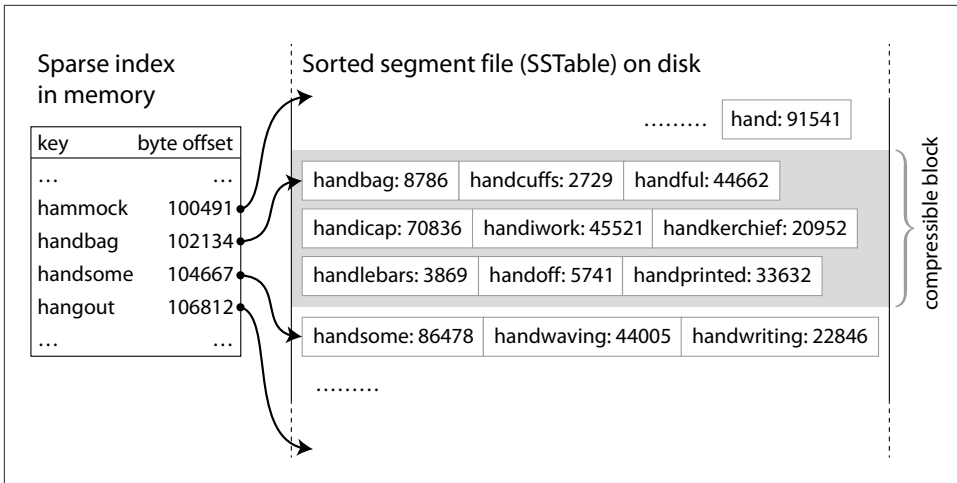 Sparse index
in memory
key byte offset
... ...
hammock 100491
handbag 102134
handsome 104667
hangout 106812
... ...
Sorted segment file (SSTable) on disk
......... hand: 91541
handbag: 8786 handcuffs: 2729 handful: 44662
handicap: 70836 handiwork: 45521 handkerchief: 20952
handlebars: 3869 handoff: 5741 handprinted: 33632
handsome: 86478 handwaving: 44005 handwriting: 22846
.........
compressible block